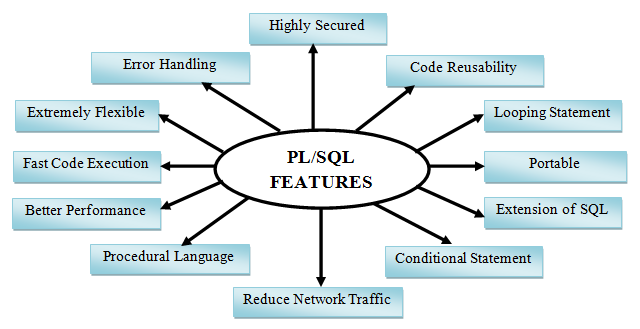 Highly Secured
Error Handling
Code Reusability
Extremely Flexible
Looping Statement
PL/SQL
FEATURES
Fast Code Execution
Portable
Better Performance
Extension of SQL
Procedural Language
Conditional Statement
Reduce Network Traffic